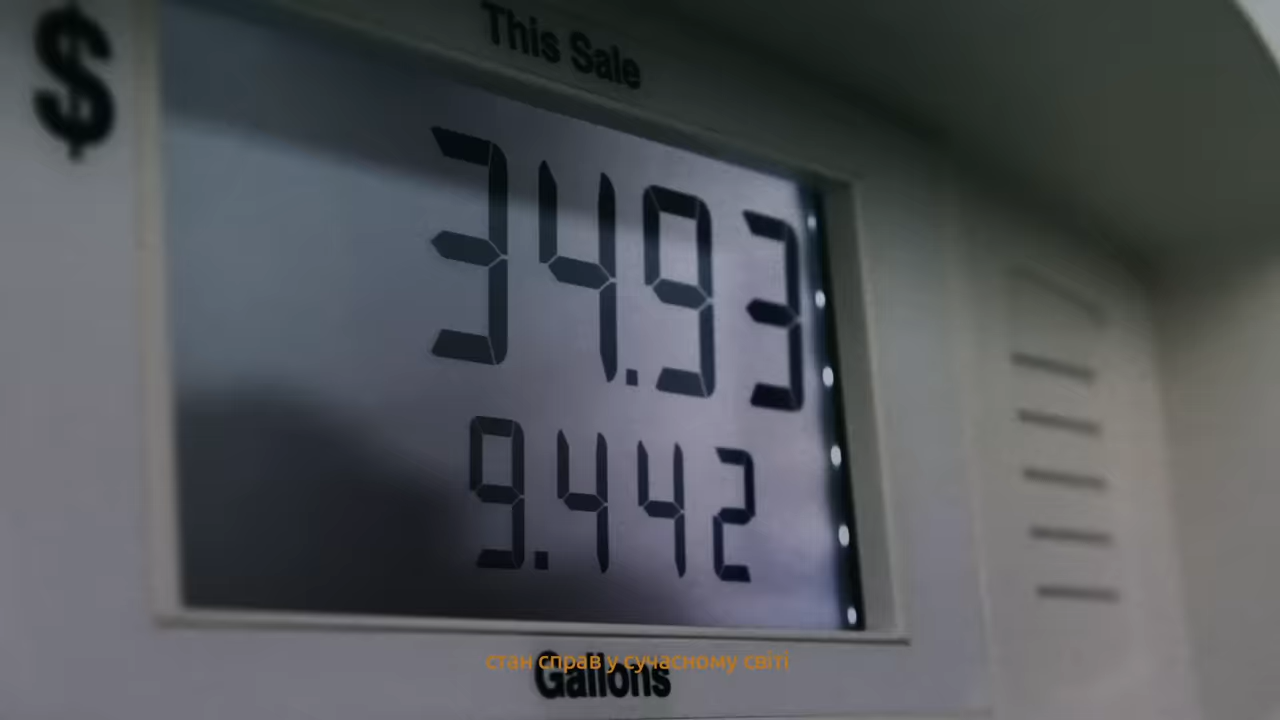 $
This Sale
34.93
9.442
стан справ у сучасному світі
Gallons